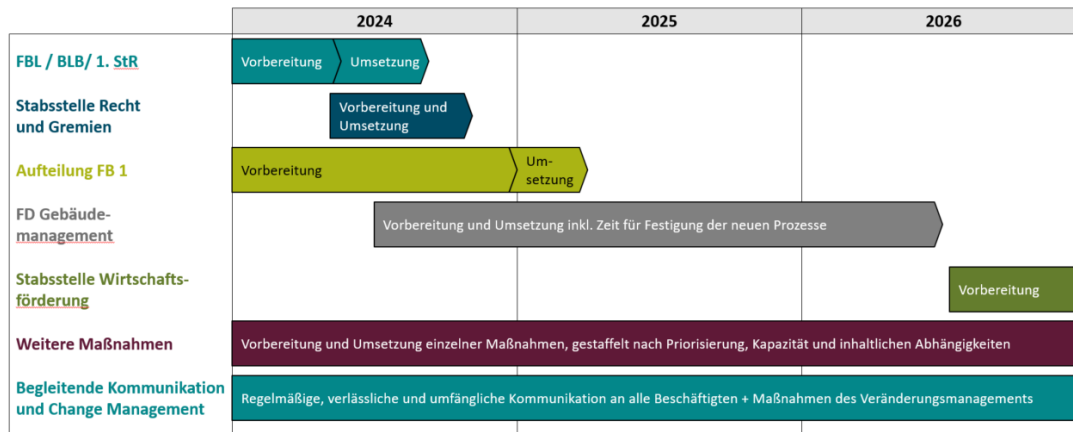 2024 2025 2026
FBL / BLB/ 1. StR
Vorbereitung Umsetzung
Stabsstelle Recht
und Gremien
Vorbereitung und
Umsetzung
Aufteilung FB 1
Vorbereitung
Um-
setzung
FD Gebäude-
management
Vorbereitung und Umsetzung inkl. Zeit für Festigung der neuen Prozesse
Stabsstelle Wirtschafts-
förderung
Vorbereitung
Weitere Maßnahmen
Vorbereitung und Umsetzung einzelner Maßnahmen, gestaffelt nach Priorisierung, Kapazität und inhaltlichen Abhängigkeiten
Begleitende Kommunikation
und Change Management
Regelmäßige, verlässliche und umfängliche Kommunikation an alle Beschäftigten + Maßnahmen des Veränderungsmanagements